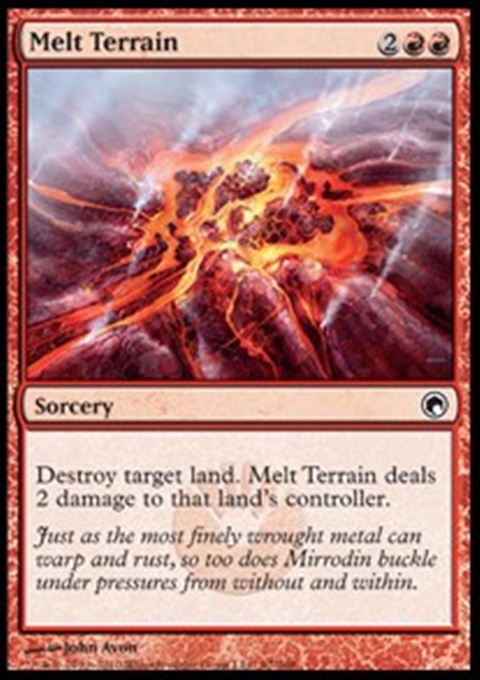 Melt Terrain 2
Sorcery
Destroy target land. Melt Terrain deals
2 damage to that land's controller.
Just as the most finely wrought metal can
warp and rust, so too does Mirrodin buckle
under pressures from without and within.
John Avon